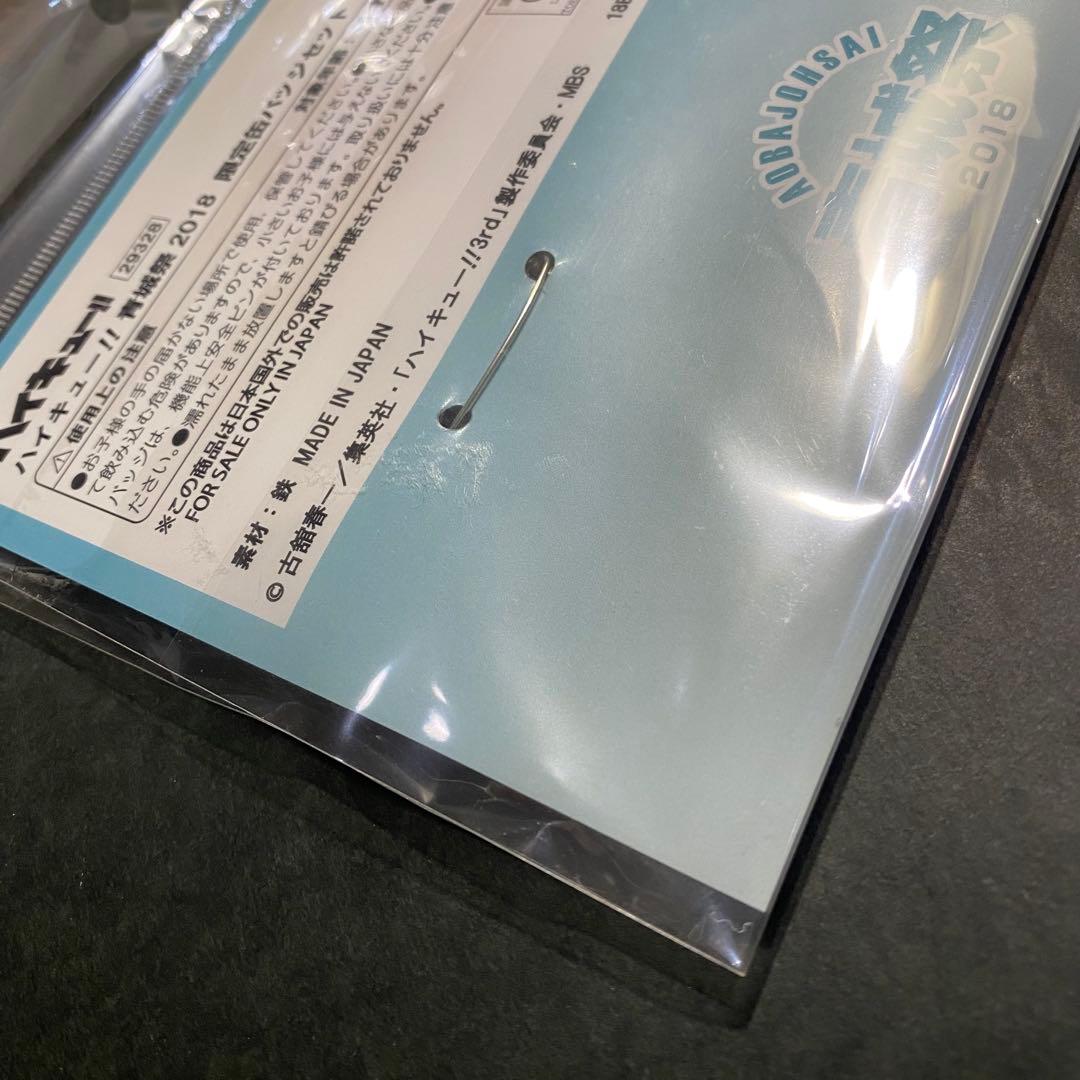 ハイキュー!!
29328
ハイキュー!! 青城祭 2018 限定缶バッジセット
⚠使用上の注意
対象年齢
●お子様の手の届かない場所で使用、保管してください。
て飲み込む危険がありますので、小さいお子様には与えないでください。
バッジは、機能上安全ピンが付いております。取り扱いには十分注意
ださい。●濡れたまま放置しますと錆びる場合があります。
※この商品は日本国外での販売は許諾されておりません。
FOR SALE ONLY IN JAPAN
素材：鉄 MADE IN JAPAN
© 古舘春一／集英社・「ハイキュー!!3rd」製作委員会・MBS
AOBAJOHSAI
青城祭
2018